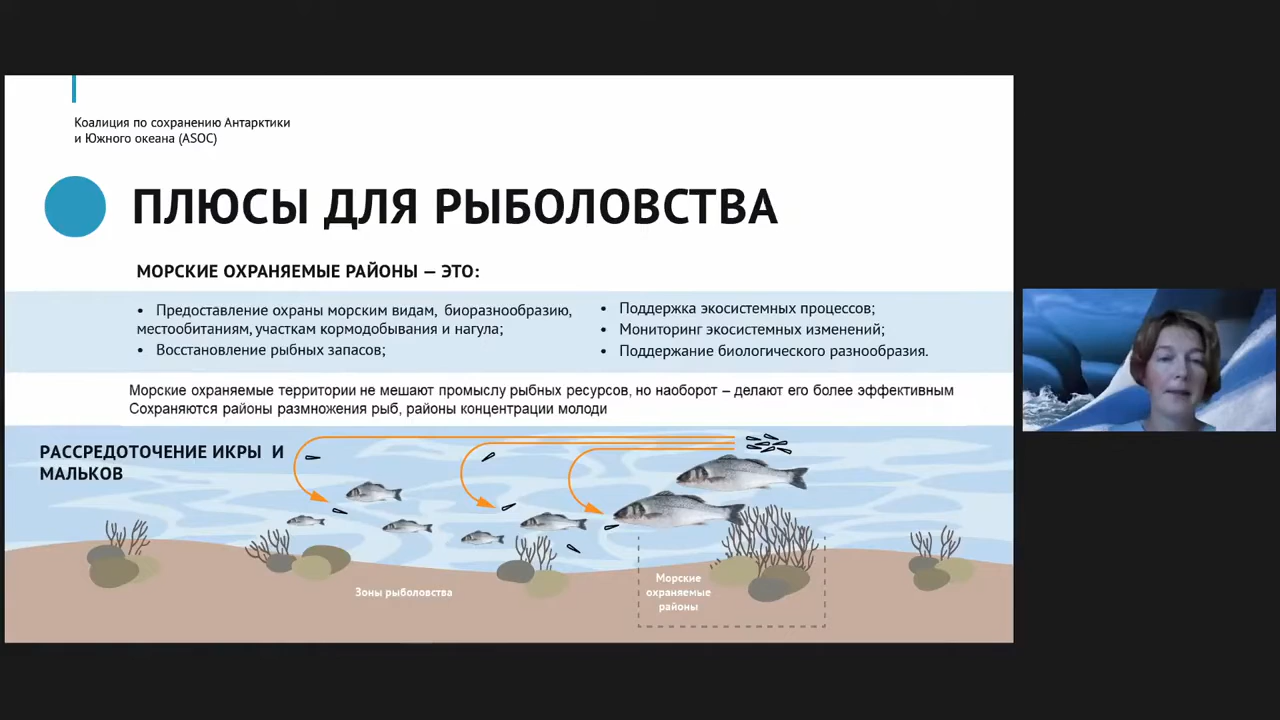 Коалиция по сохранению Антарктики
и Южного океана (ASOC)
ПЛЮСЫ ДЛЯ РЫБОЛОВСТВА
МОРСКИЕ ОХРАНЯЕМЫЕ РАЙОНЫ — ЭТО:
• Предоставление охраны морским видам, биоразнообразию,
местообитаниям, участкам кормодобывания и нагула;
• Восстановление рыбных запасов;
• Поддержка экосистемных процессов;
• Мониторинг экосистемных изменений;
• Поддержание биологического разнообразия.
Морские охраняемые территории не мешают промыслу рыбных ресурсов, но наоборот – делают его более эффективным
Сохраняются районы размножения рыб, районы концентрации молоди
РАССРЕДОТОЧЕНИЕ ИКРЫ И
МАЛЬКОВ
Зоны рыболовства
Морские
охраняемые
районы